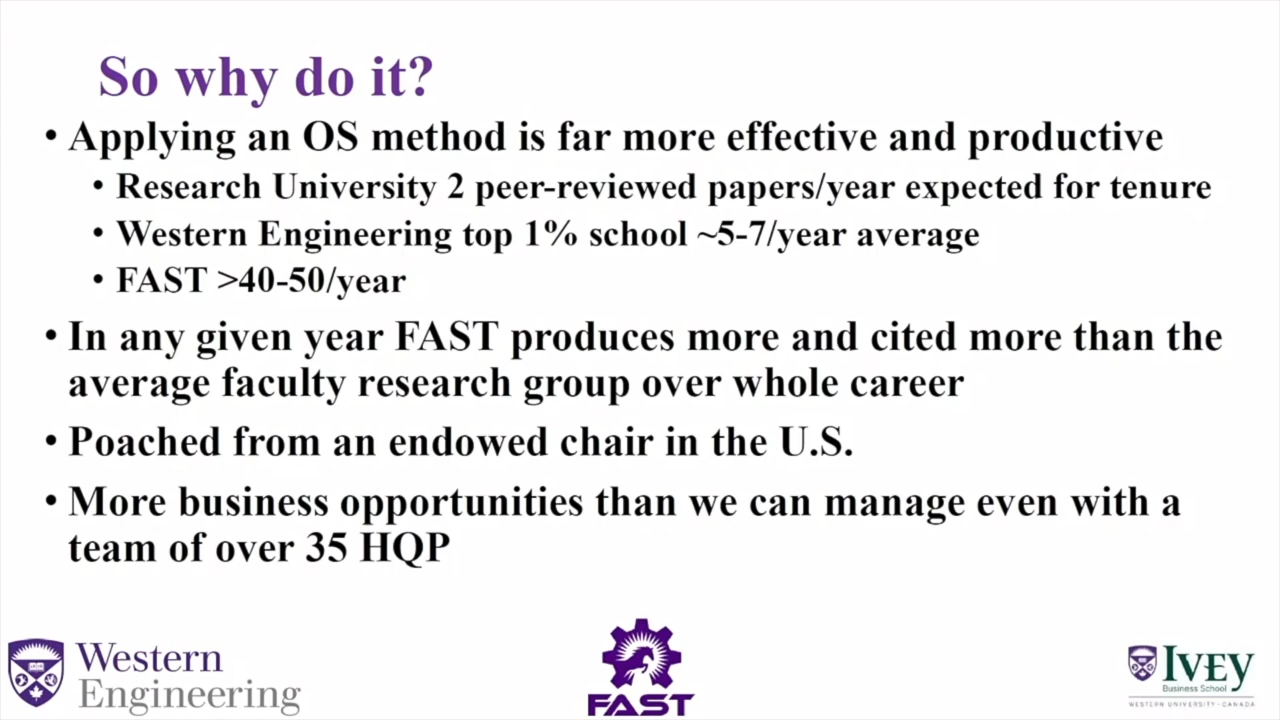 So why do it?
• Applying an OS method is far more effective and productive
• Research University 2 peer-reviewed papers/year expected for tenure
• Western Engineering top 1% school ~5-7/year average
• FAST >40-50/year
• In any given year FAST produces more and cited more than the
average faculty research group over whole career
• Poached from an endowed chair in the U.S.
• More business opportunities than we can manage even with a
team of over 35 HQP
Western
Engineering
FAST
IVEY
Business School
WESTERN UNIVERSITY · CANADA